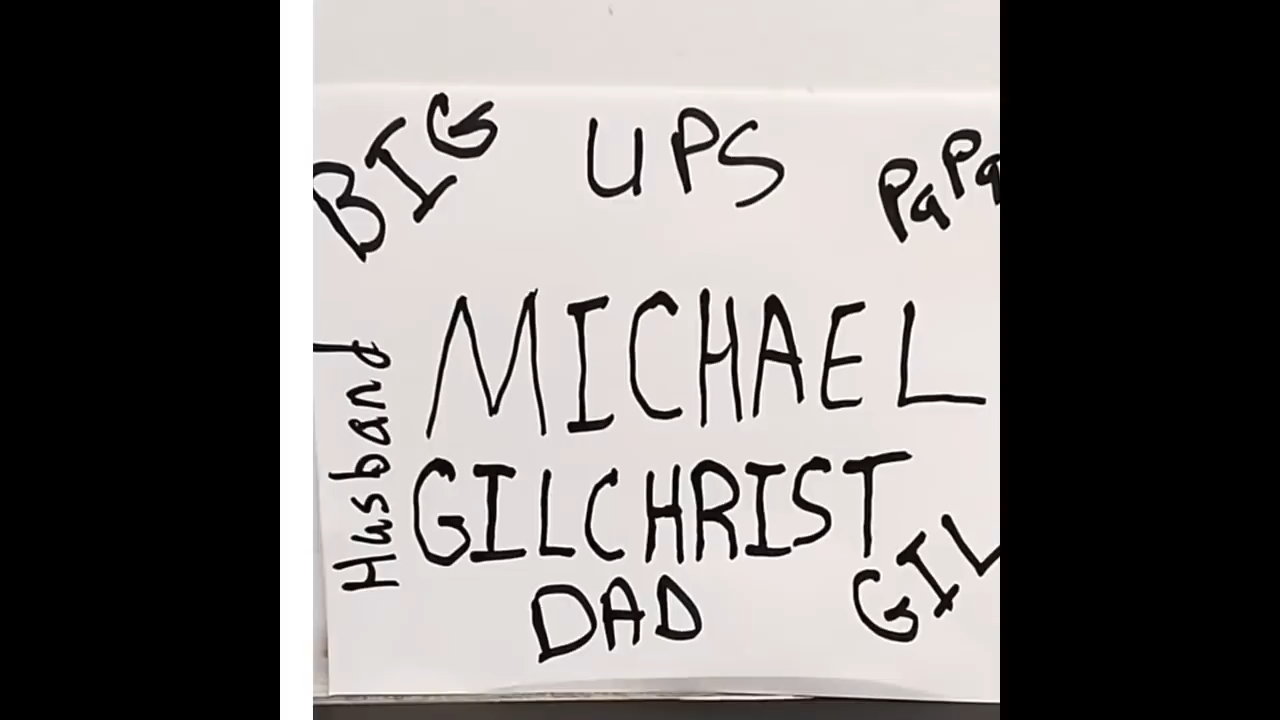 BIG
UPS
PaPa
MICHAEL
Husband
GILCHRIST
GIL
DAD